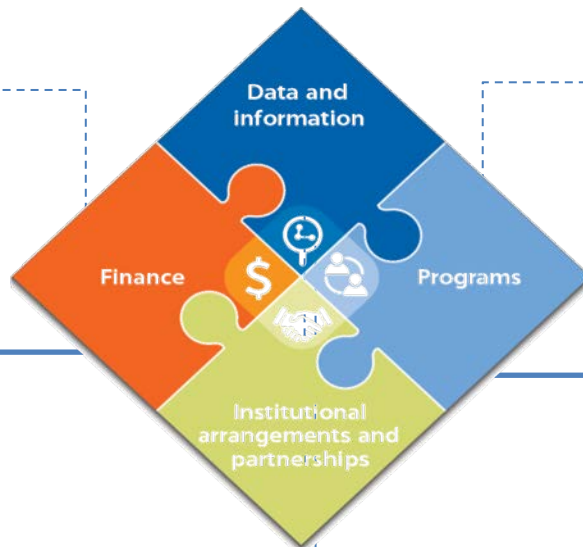 Data and
information
Finance
$
Programs
Institutional
arrangements and
partnerships